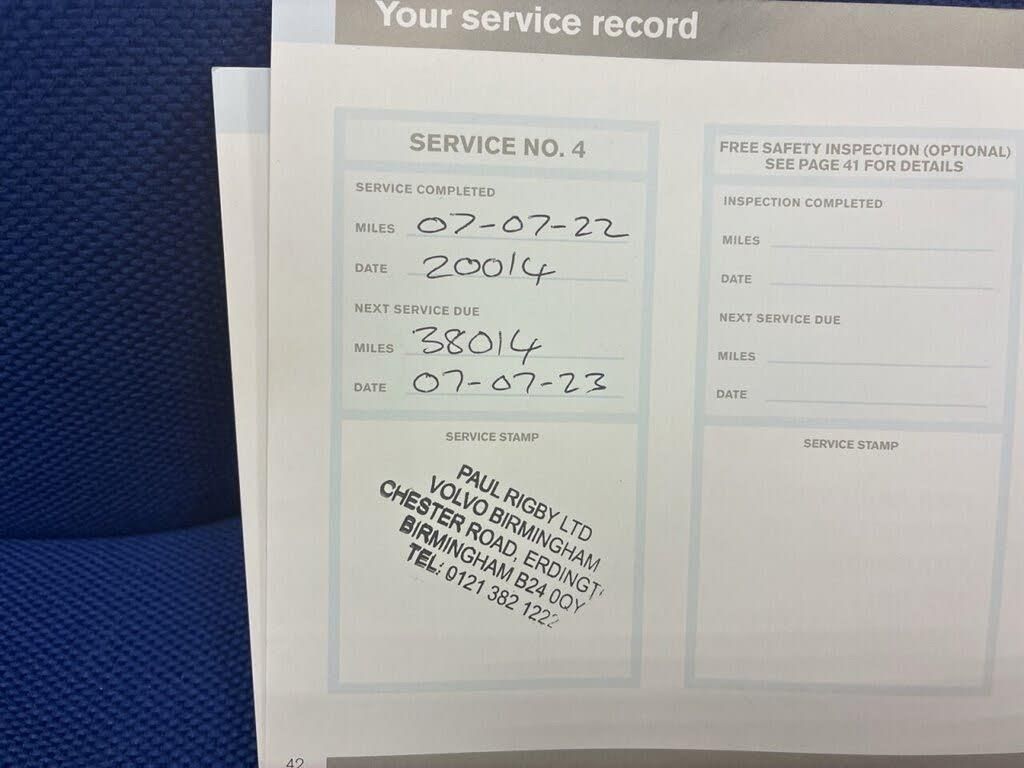 Your service record
SERVICE NO. 4
SERVICE COMPLETED
MILES 07-07-22
DATE 20014
NEXT SERVICE DUE
MILES 38014
DATE 07-07-23
SERVICE STAMP
PAUL RIGBY LTD
VOLVO BIRMINGHAM
CHESTER ROAD, ERDINGT
BIRMINGHAM B24 0QY
TEL: 0121 382 1222
FREE SAFETY INSPECTION (OPTIONAL)
SEE PAGE 41 FOR DETAILS
INSPECTION COMPLETED
MILES
DATE
NEXT SERVICE DUE
MILES
DATE
SERVICE STAMP
42